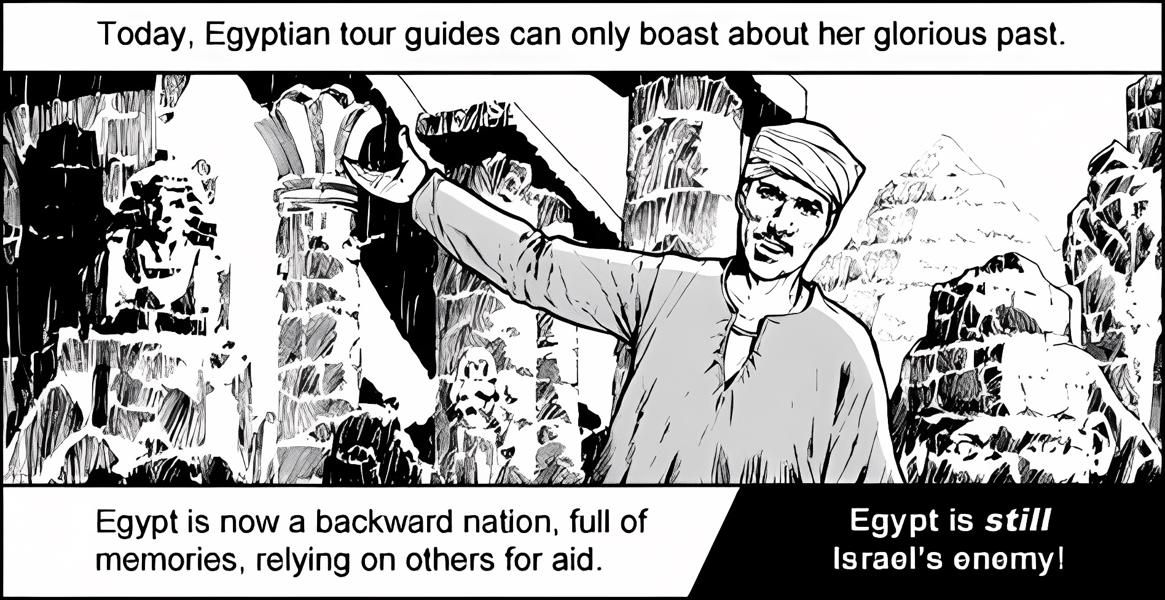 Today, Egyptian tour guides can only boast about her glorious past.
Egypt is now a backward nation, full of
memories, relying on others for aid.
Egypt is still
Israel's enemy!